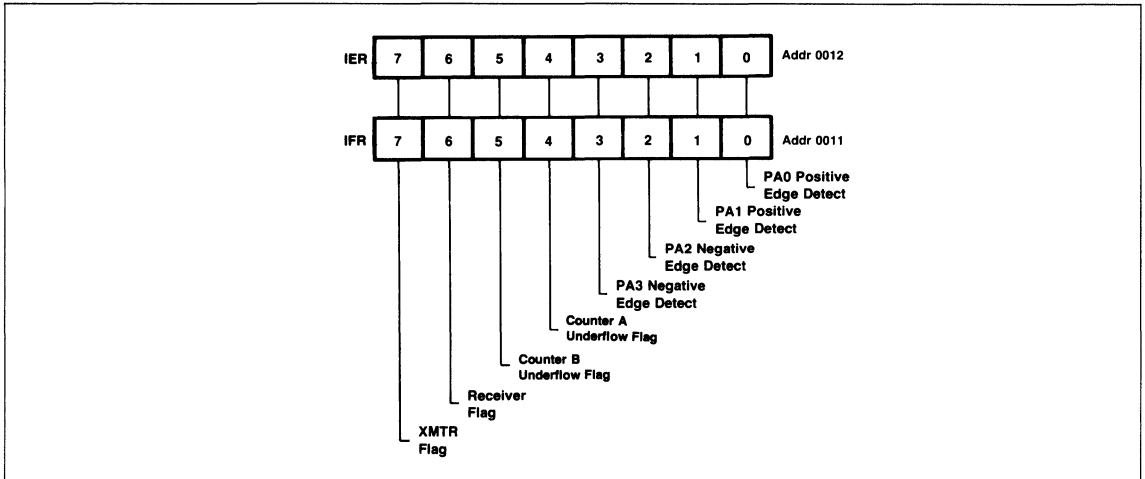 IER 7 6 5 4 3 2 1 0 Addr 0012
IFR 7 6 5 4 3 2 1 0 Addr 0011
PA0 Positive
Edge Detect
PA1 Positive
Edge Detect
PA2 Negative
Edge Detect
PA3 Negative
Edge Detect
Counter A
Underflow Flag
Counter B
Underflow Flag
Receiver
Flag
XMTR
Flag